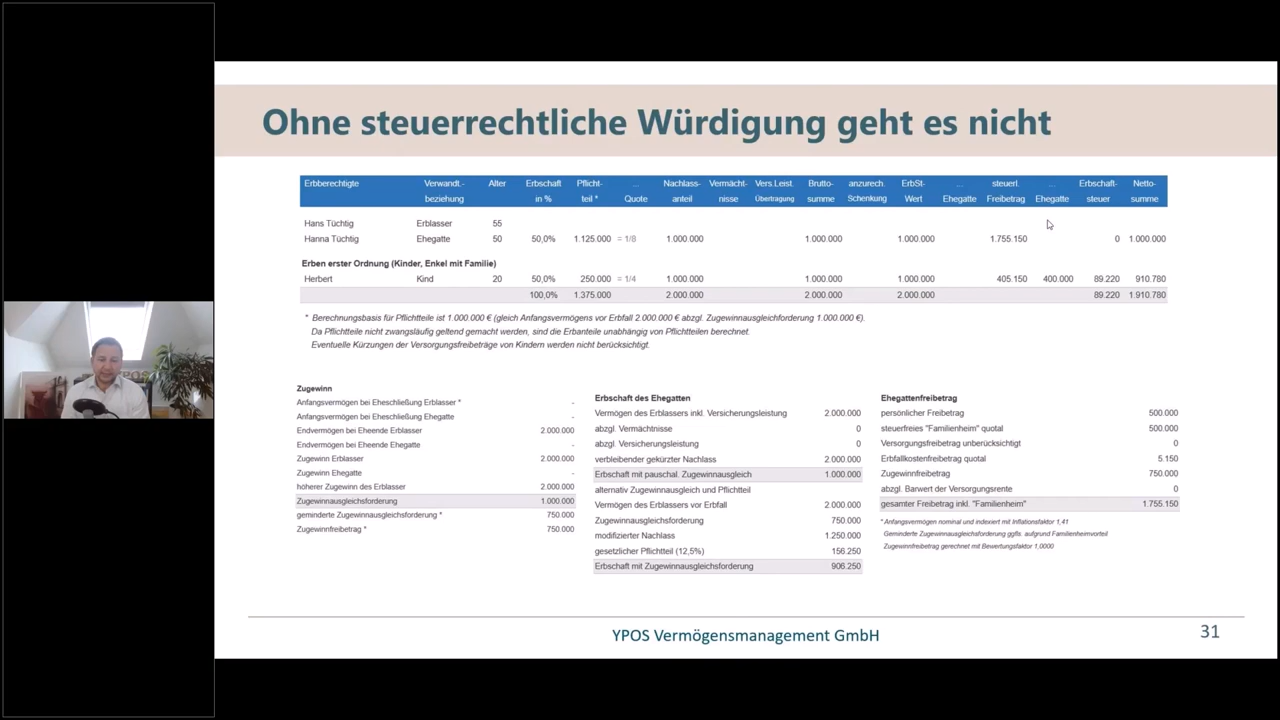 Ohne steuerrechtliche Würdigung geht es nicht
Erbberechtigte Verwandt.- Alter Erbschaft Pflicht- ... Nachlass- Vermächt- Vers.Leist. Brutto- anzurech. ErbSt- ... steuerl. ... Erbschaft- Netto-
beziehung in % teil * Quote anteil nisse Übertragung summe Schenkung Wert Ehegatte Freibetrag Ehegatte steuer summe
Hans Tüchtig Erblasser 55
Hanna Tüchtig Ehegatte 50 50,0% 1.125.000 = 1/8 1.000.000 1.000.000 1.000.000 1.755.150 0 1.000.000
Erben erster Ordnung (Kinder, Enkel mit Familie)
Herbert Kind 20 50,0% 250.000 = 1/4 1.000.000 1.000.000 1.000.000 405.150 400.000 89.220 910.780
100,0% 1.375.000 2.000.000 2.000.000 2.000.000 89.220 1.910.780
* Berechnungsbasis für Pflichtteile ist 1.000.000 € (gleich Anfangsvermögens vor Erbfall 2.000.000 € abzgl. Zugewinnausgleichforderung 1.000.000 €).
Da Pflichtteile nicht zwangsläufig geltend gemacht werden, sind die Erbanteile unabhängig von Pflichtteilen berechnet.
Eventuelle Kürzungen der Versorgungsfreibeträge von Kindern werden nicht berücksichtigt.
Zugewinn
Anfangsvermögen bei Eheschließung Erblasser * -
Anfangsvermögen bei Eheschließung Ehegatte -
Endvermögen bei Eheende Erblasser 2.000.000
Endvermögen bei Eheende Ehegatte -
Zugewinn Erblasser 2.000.000
Zugewinn Ehegatte -
höherer Zugewinn des Erblasser 2.000.000
Zugewinnausgleichsforderung 1.000.000
geminderte Zugewinnausgleichsforderung * 750.000
Zugewinnfreibetrag * 750.000
Erbschaft des Ehegatten
Vermögen des Erblassers inkl. Versicherungsleistung 2.000.000
abzgl. Vermächtnisse 0
abzgl. Versicherungsleistung 0
verbleibender gekürzter Nachlass 2.000.000
Erbschaft mit pauschal. Zugewinnausgleich 1.000.000
alternativ Zugewinnausgleich und Pflichtteil
Vermögen des Erblassers vor Erbfall 2.000.000
Zugewinnausgleichsforderung 750.000
modifizierter Nachlass 1.250.000
gesetzlicher Pflichtteil (12,5%) 156.250
Erbschaft mit Zugewinnausgleichsforderung 906.250
Ehegattenfreibetrag
persönlicher Freibetrag 500.000
steuerfreies "Familienheim" quotal 500.000
Versorgungsfreibetrag unberücksichtigt 0
Erbfallkostenfreibetrag quotal 5.150
Zugewinnfreibetrag 750.000
abzgl. Barwert der Versorgungsrente 0
gesamter Freibetrag inkl. "Familienheim" 1.755.150
* Anfangsvermögen nominal und indexiert mit Inflationsfaktor 1,41
Geminderte Zugewinnausgleichsforderung ggfls. aufgrund Familienheimvorteil
Zugewinnfreibetrag gerechnet mit Bewertungsfaktor 1,0000
YPOS Vermögensmanagement GmbH
31